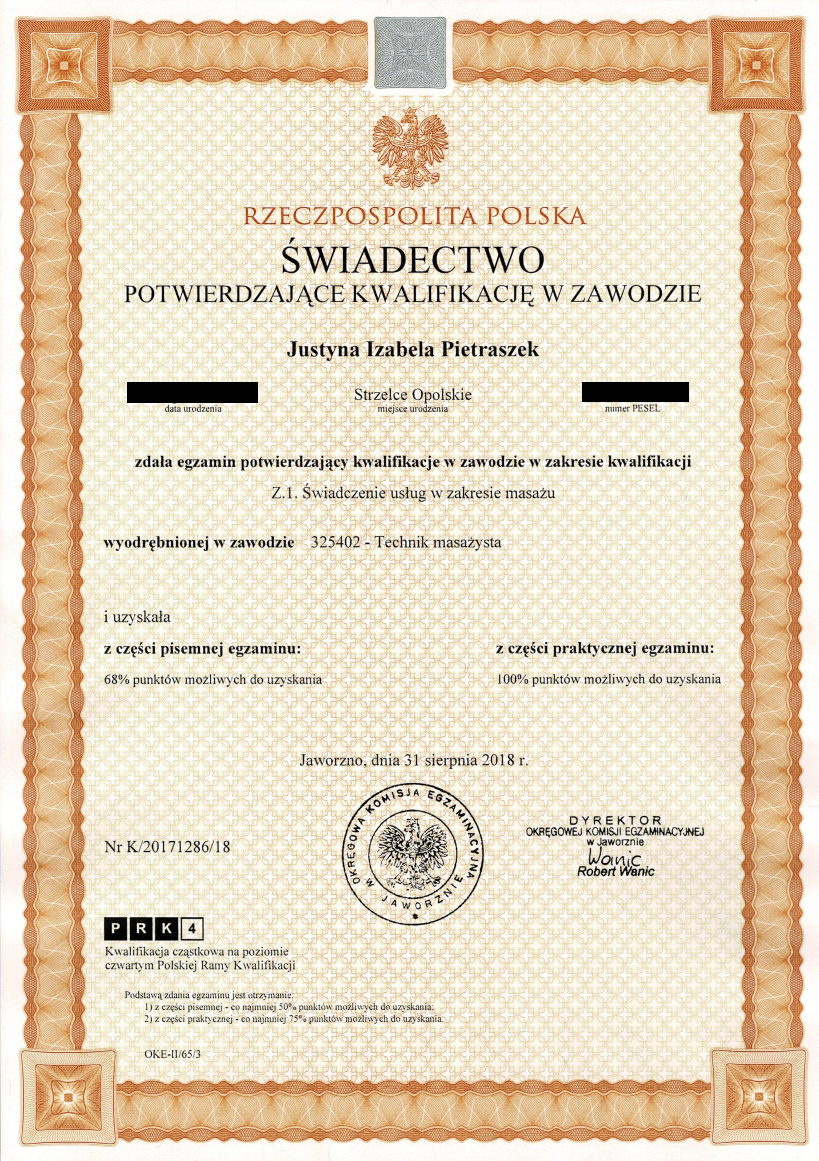 RZECZPOSPOLITA POLSKA
ŚWIADECTWO
POTWIERDZAJĄCE KWALIFIKACJĘ W ZAWODZIE
Justyna Izabela Pietraszek
Strzelce Opolskie
data urodzenia miejsce urodzenia numer PESEL
zdała egzamin potwierdzający kwalifikacje w zawodzie w zakresie kwalifikacji
Z.1. Świadczenie usług w zakresie masażu
wyodrębnionej w zawodzie 325402 - Technik masażysta
i uzyskała
z części pisemnej egzaminu: z części praktycznej egzaminu:
68% punktów możliwych do uzyskania 100% punktów możliwych do uzyskania
Jaworzno, dnia 31 sierpnia 2018 r.
OKRĘGOWA KOMISJA EGZAMINACYJNA
W JAWORZNIE
DYREKTOR
OKRĘGOWEJ KOMISJI EGZAMINACYJNEJ
w Jaworznie
Wanic
Robert Wanic
Nr K/20171286/18
PRK4
Kwalifikacja cząstkowa na poziomie
czwartym Polskiej Ramy Kwalifikacji
Podstawą zdania egzaminu jest otrzymanie:
1) z części pisemnej - co najmniej 50% punktów możliwych do uzyskania;
2) z części praktycznej - co najmniej 75% punktów możliwych do uzyskania.
OKE-II/65/3